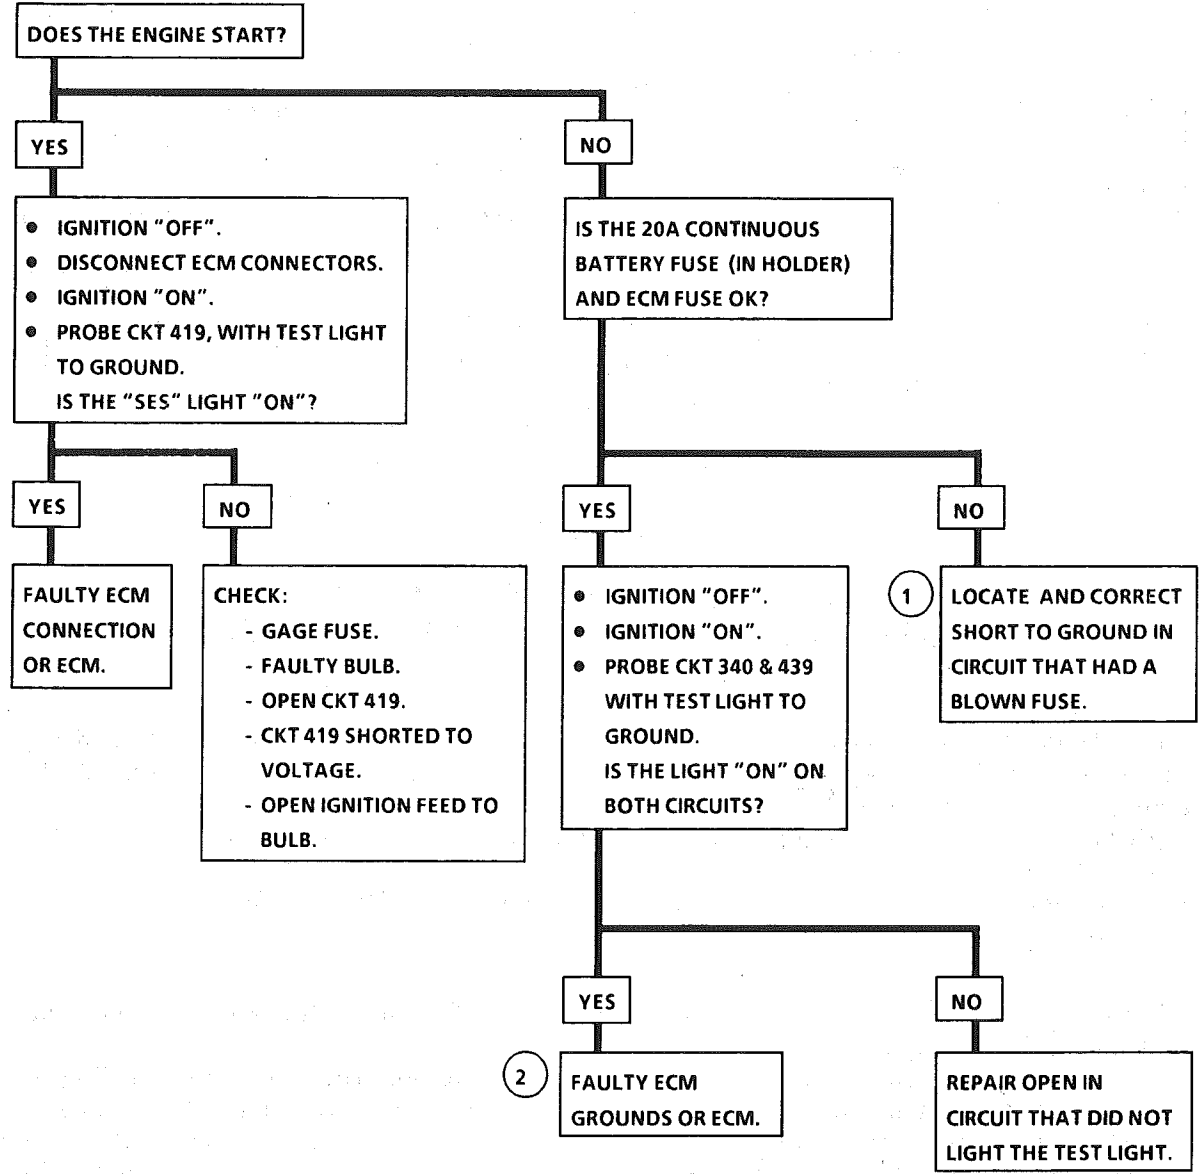 DOES THE ENGINE START?
YES
NO
● IGNITION "OFF".
● DISCONNECT ECM CONNECTORS.
● IGNITION "ON".
● PROBE CKT 419, WITH TEST LIGHT
TO GROUND.
IS THE "SES" LIGHT "ON"?
IS THE 20A CONTINUOUS
BATTERY FUSE (IN HOLDER)
AND ECM FUSE OK?
YES
NO
YES
NO
FAULTY ECM
CONNECTION
OR ECM.
CHECK:
- GAGE FUSE.
- FAULTY BULB.
- OPEN CKT 419.
- CKT 419 SHORTED TO
VOLTAGE.
- OPEN IGNITION FEED TO
BULB.
● IGNITION "OFF".
● IGNITION "ON".
● PROBE CKT 340 & 439
WITH TEST LIGHT TO
GROUND.
IS THE LIGHT "ON" ON
BOTH CIRCUITS?
1
LOCATE AND CORRECT
SHORT TO GROUND IN
CIRCUIT THAT HAD A
BLOWN FUSE.
YES
NO
2
FAULTY ECM
GROUNDS OR ECM.
REPAIR OPEN IN
CIRCUIT THAT DID NOT
LIGHT THE TEST LIGHT.